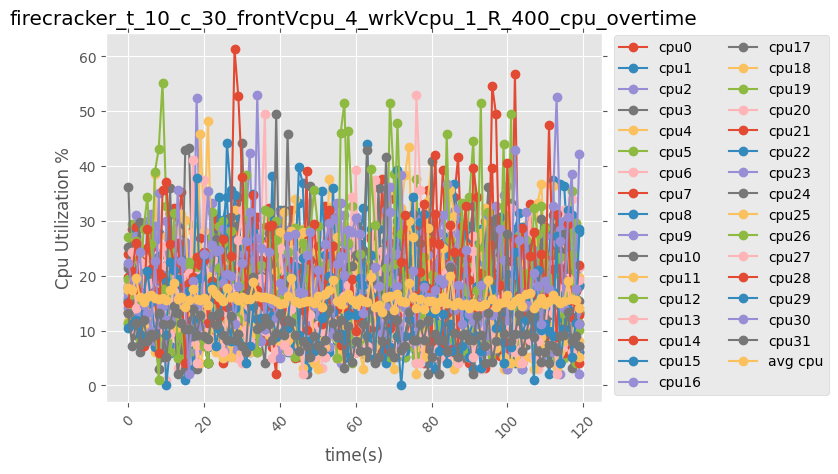 firecracker_t_10_c_30_frontVcpu_4_wrkVcpu_1_R_400_cpu_overtime
Cpu Utilization %
60
50
40
30
20
10
0
0
20
40
60
80
100
120
time(s)
cpu0
cpu1
cpu2
cpu3
cpu4
cpu5
cpu6
cpu7
cpu8
cpu9
cpu10
cpu11
cpu12
cpu13
cpu14
cpu15
cpu16
cpu17
cpu18
cpu19
cpu20
cpu21
cpu22
cpu23
cpu24
cpu25
cpu26
cpu27
cpu28
cpu29
cpu30
cpu31
avg cpu